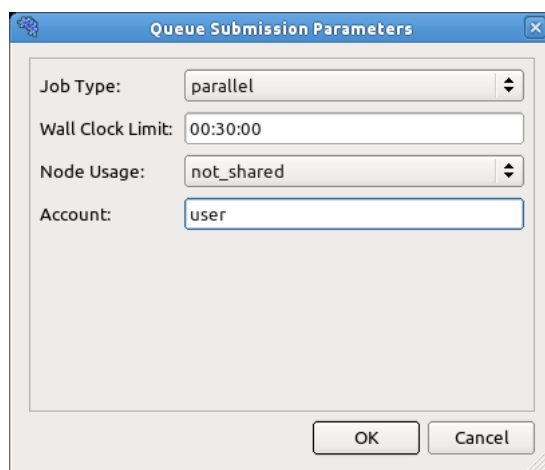 Queue Submission Parameters
Job Type: parallel
Wall Clock Limit: 00:30:00
Node Usage: not_shared
Account: user
OK Cancel